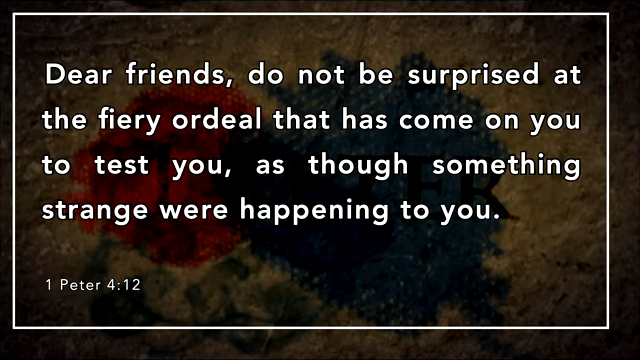 Dear friends, do not be surprised at
the fiery ordeal that has come on you
to test you, as though something
strange were happening to you.
1 Peter 4:12